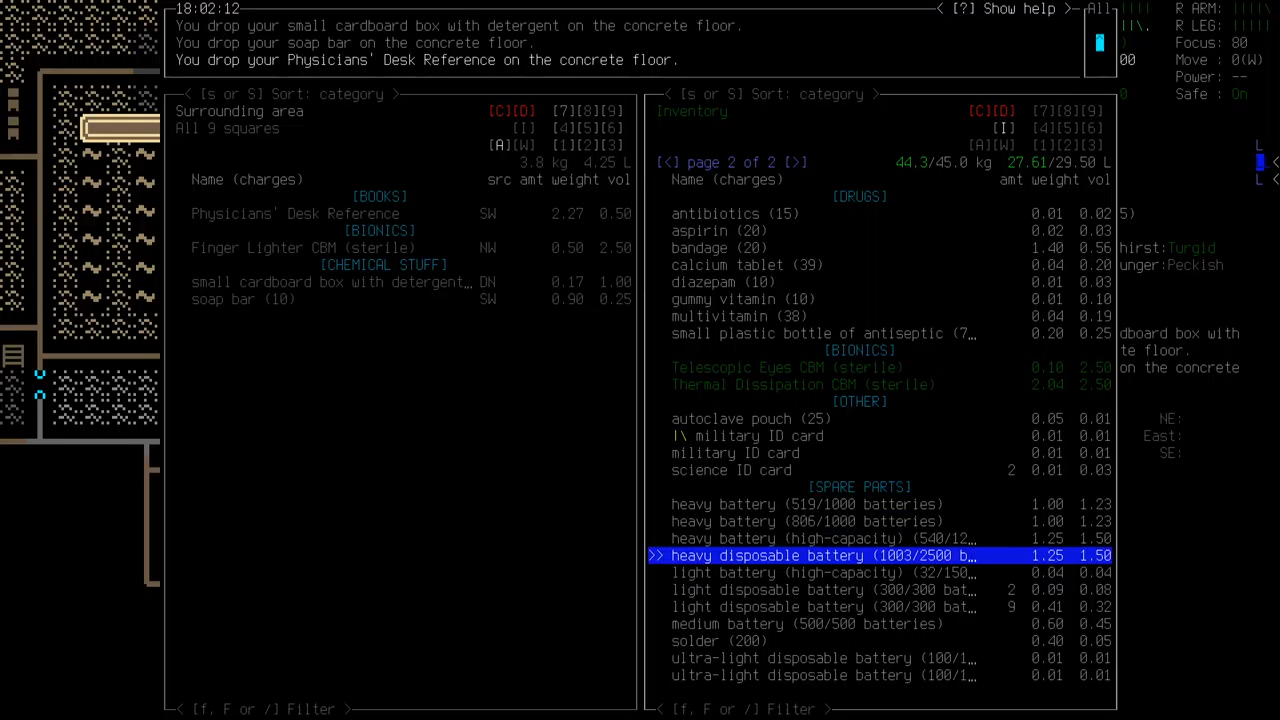 18:02:12 < [?] Show help > All R ARM:
You drop your small cardboard box with detergent on the concrete floor. R LEG:
You drop your soap bar on the concrete floor. Focus: 80
You drop your Physicians' Desk Reference on the concrete floor. 00 Move : 0(W)
Power: --
Safe : On
< [s or S] Sort: category > < [s or S] Sort: category >
Surrounding area [C][D] [7][8][9] Inventory [C][D] [7][8][9]
All 9 squares [I] [4][5][6] [I] [4][5][6]
[A][W] [1][2][3] [A][W] [1][2][3]
3.8 kg 4.25 L [<] page 2 of 2 [>] 44.3/45.0 kg 27.61/29.50 L
Name (charges) src amt weight vol Name (charges) amt weight vol
[BOOKS] [DRUGS]
Physicians' Desk Reference SW 2.27 0.50 antibiotics (15) 0.01 0.02 5)
[BIONICS] aspirin (20) 0.02 0.03
Finger Lighter CBM (sterile) NW 0.50 2.50 bandage (20) 1.40 0.56 hirst:Turgid
[CHEMICAL STUFF] calcium tablet (39) 0.04 0.20 unger:Peckish
small cardboard box with detergent… DN 0.17 1.00 diazepam (10) 0.01 0.03
soap bar (10) SW 0.90 0.25 gummy vitamin (10) 0.01 0.10
multivitamin (38) 0.04 0.19
small plastic bottle of antiseptic (7… 0.20 0.25 dboard box with
[BIONICS] te floor.
Telescopic Eyes CBM (sterile) 0.10 2.50 on the concrete
Thermal Dissipation CBM (sterile) 2.04 2.50
[OTHER]
autoclave pouch (25) 0.05 0.01 NE:
|\ military ID card 0.01 0.01 East:
military ID card 0.01 0.01 SE:
science ID card 2 0.01 0.03
[SPARE PARTS]
heavy battery (519/1000 batteries) 1.00 1.23
heavy battery (806/1000 batteries) 1.00 1.23
heavy battery (high-capacity) (540/12… 1.25 1.50
>> heavy disposable battery (1003/2500 b… 1.25 1.50
light battery (high-capacity) (32/150… 0.04 0.04
light disposable battery (300/300 bat… 2 0.09 0.08
light disposable battery (300/300 bat… 9 0.41 0.32
medium battery (500/500 batteries) 0.60 0.45
solder (200) 0.40 0.05
ultra-light disposable battery (100/1… 0.01 0.01
ultra-light disposable battery (100/1… 0.01 0.01
< [f, F or /] Filter > < [f, F or /] Filter >